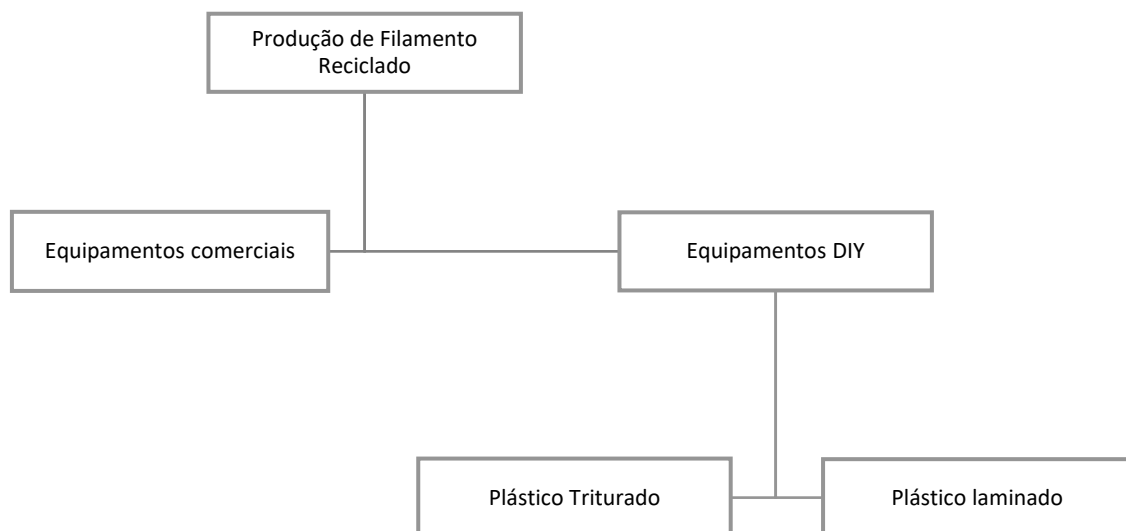 Produção de Filamento
Reciclado
Equipamentos comerciais
Equipamentos DIY
Plástico Triturado
Plástico laminado